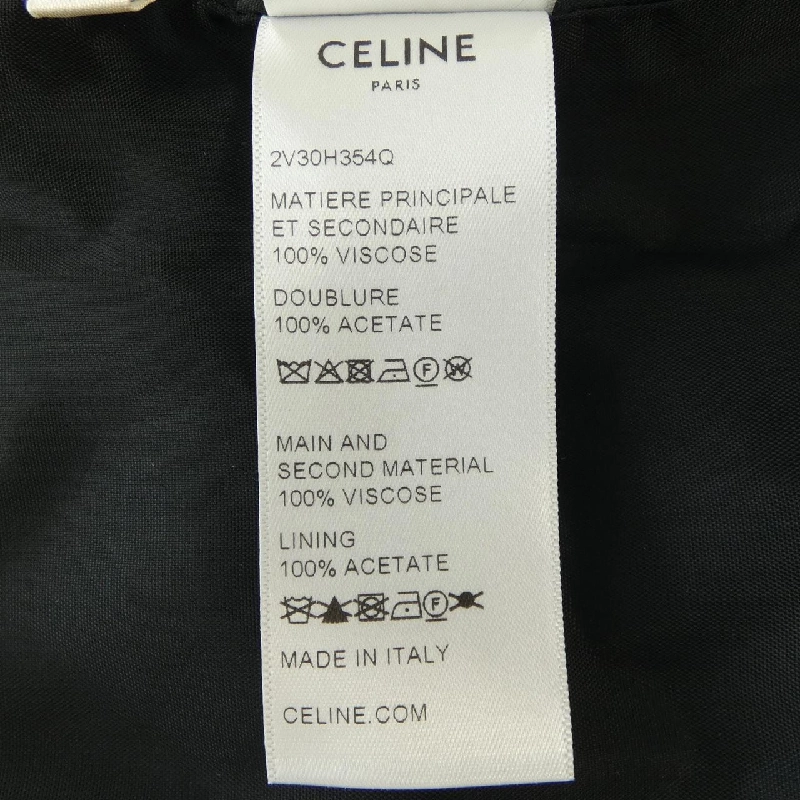 CELINE
PARIS
2V30H354Q
MATIERE PRINCIPALE
ET SECONDAIRE
100% VISCOSE
DOUBLURE
100% ACETATE
F W
MAIN AND
SECOND MATERIAL
100% VISCOSE
LINING
100% ACETATE
F
MADE IN ITALY
CELINE.COM